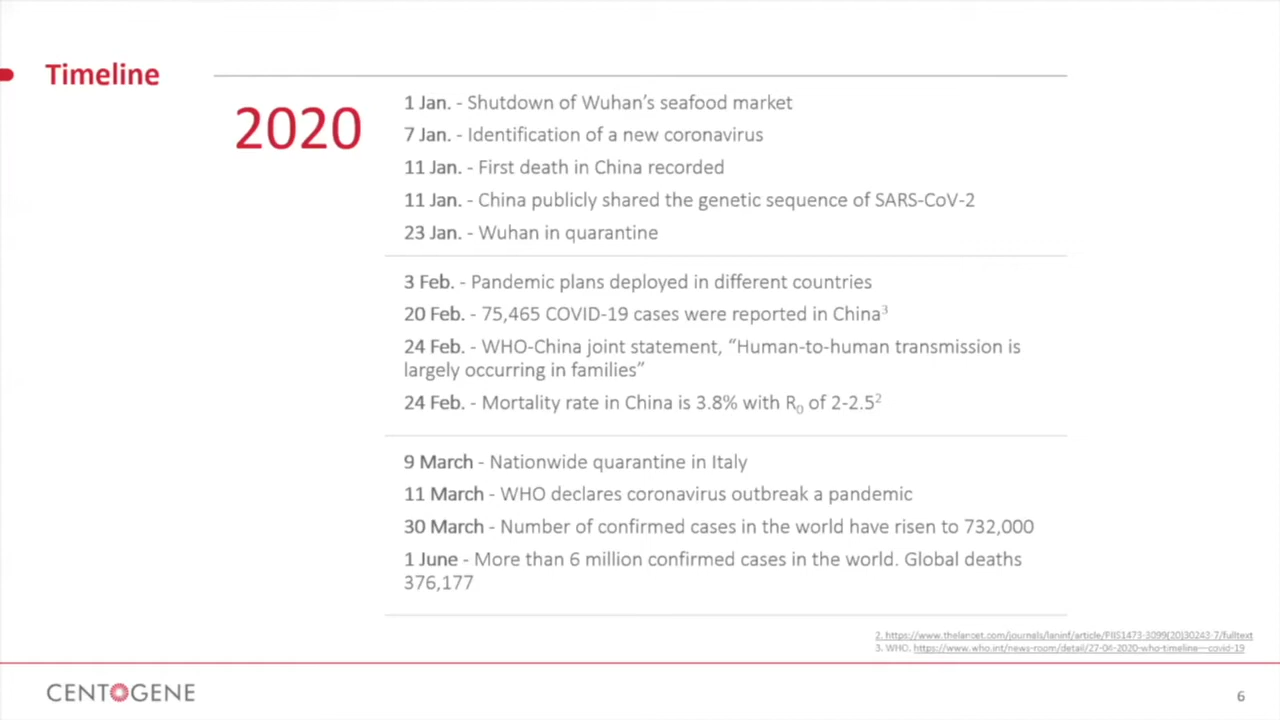 Timeline
2020
1 Jan. - Shutdown of Wuhan's seafood market
7 Jan. - Identification of a new coronavirus
11 Jan. - First death in China recorded
11 Jan. - China publicly shared the genetic sequence of SARS-CoV-2
23 Jan. - Wuhan in quarantine
3 Feb. - Pandemic plans deployed in different countries
20 Feb. - 75,465 COVID-19 cases were reported in China³
24 Feb. - WHO-China joint statement, “Human-to-human transmission is
largely occurring in families”
24 Feb. - Mortality rate in China is 3.8% with R₀ of 2-2.5²
9 March - Nationwide quarantine in Italy
11 March - WHO declares coronavirus outbreak a pandemic
30 March - Number of confirmed cases in the world have risen to 732,000
1 June - More than 6 million confirmed cases in the world. Global deaths
376,177
2. https://www.thelancet.com/journals/laninf/article/PIIS1473-3099(20)30243-7/fulltext
3. WHO. https://www.who.int/news-room/detail/27-04-2020-who-timeline---covid-19
CENTOGENE
6